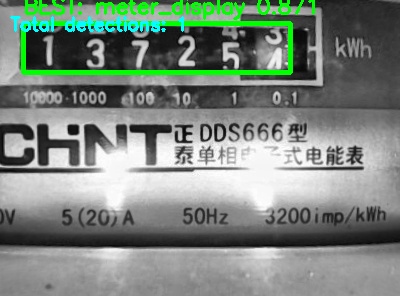 BEST: meter_display 0.871
Total detections: 1
1 3 7 2 5 4 kWh
10000 1000 100 10 1 0.1
CHiNT 正泰 DDS666型
单相电子式电能表
0V 5(20)A 50Hz 3200imp/kWh